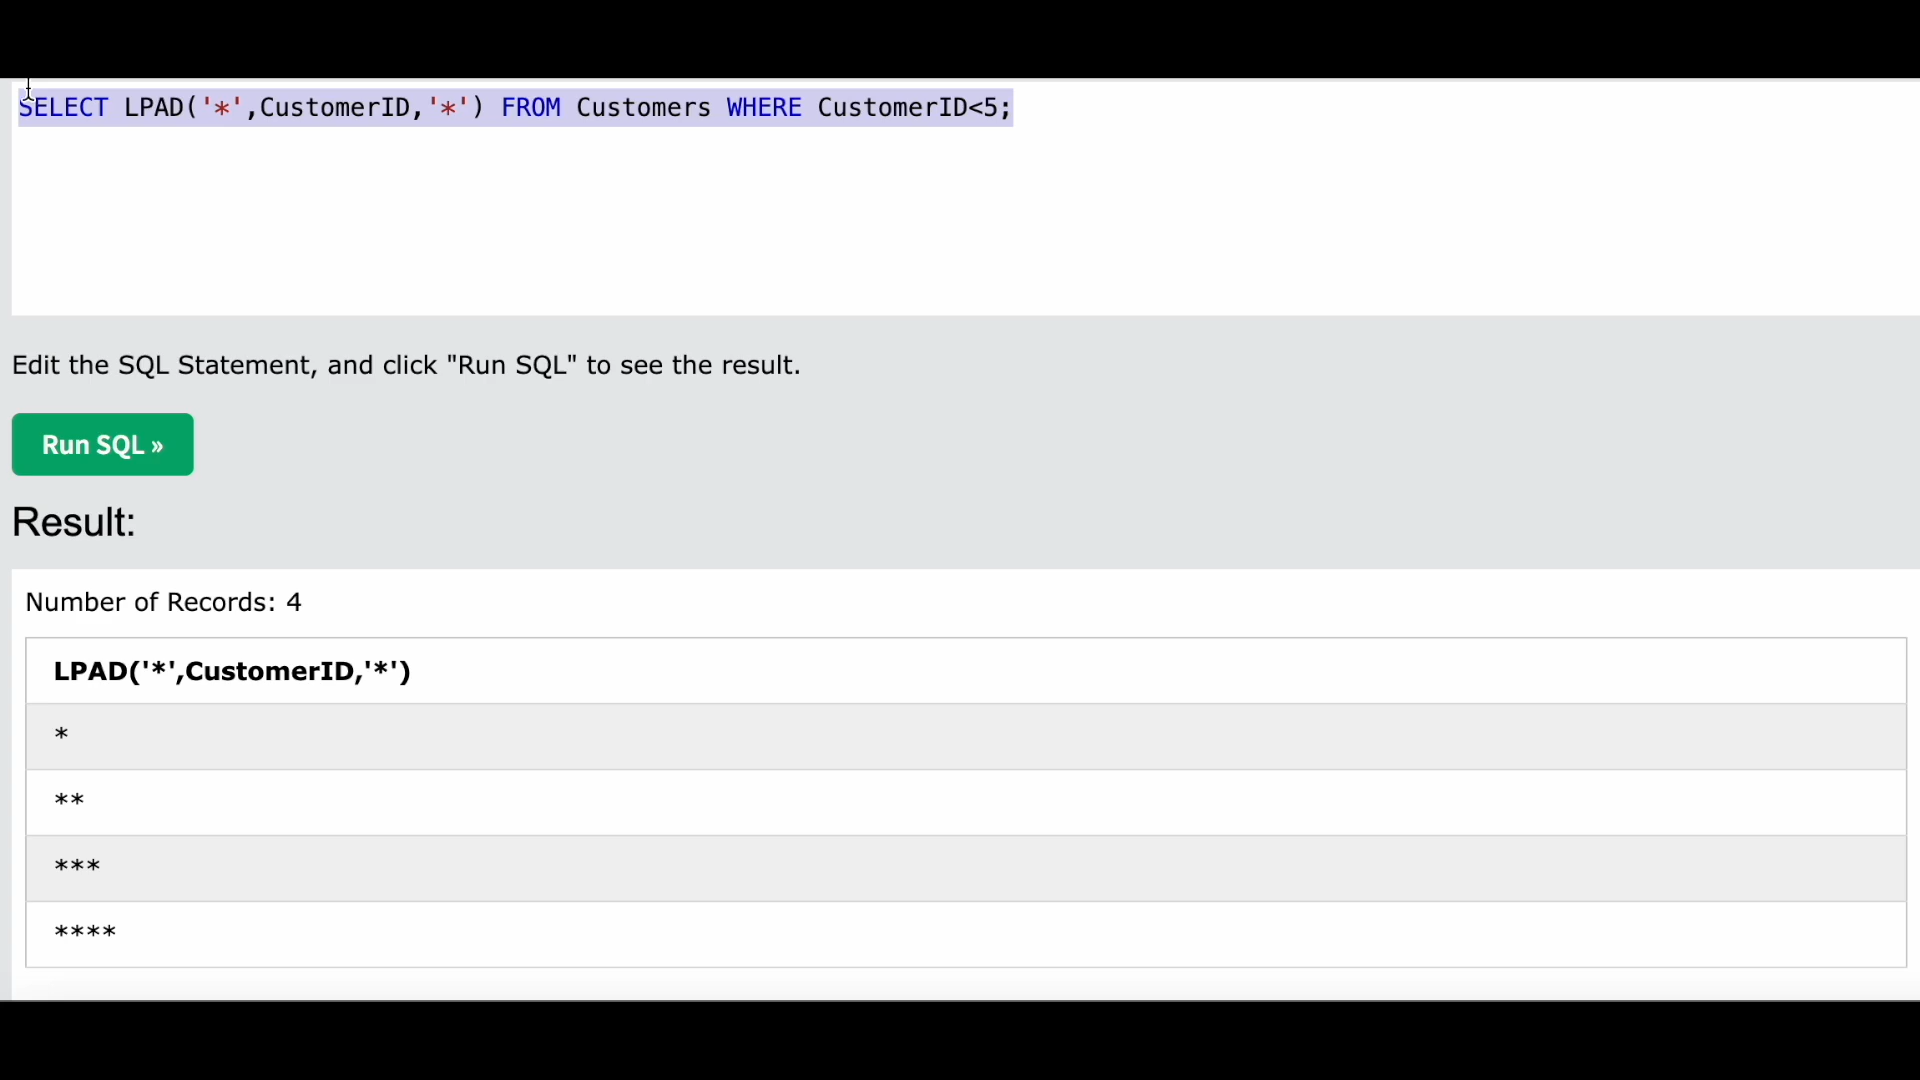 SELECT LPAD('*',CustomerID,'*') FROM Customers WHERE CustomerID<5;
Edit the SQL Statement, and click "Run SQL" to see the result.
Run SQL »
Result:
Number of Records: 4
LPAD('*',CustomerID,'*')
*
**
***
****